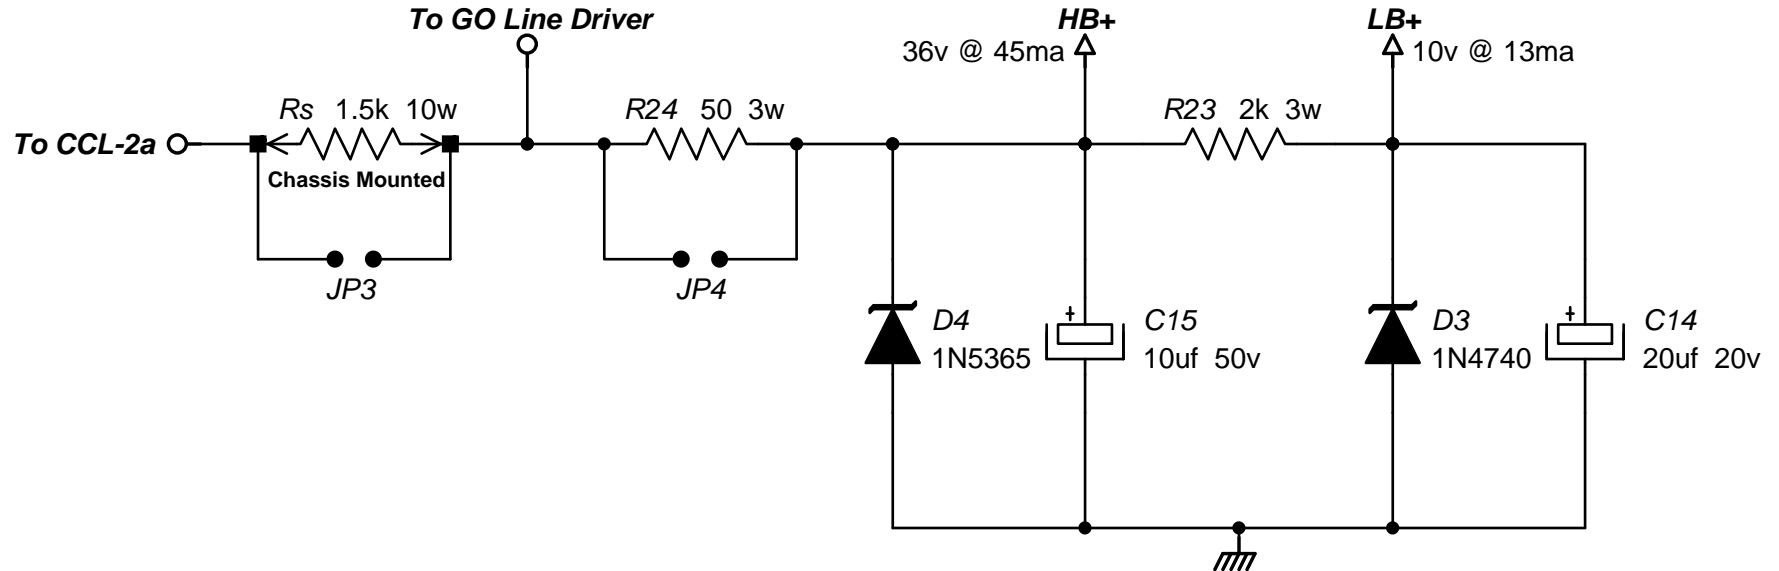 To GO Line Driver
HB+
LB+
36v @ 45ma
10v @ 13ma
Rs 1.5k 10w
R24 50 3w
R23 2k 3w
To CCL-2a
Chassis Mounted
JP3
JP4
D4
1N5365
+
C15
10uf 50v
D3
1N4740
+
C14
20uf 20v